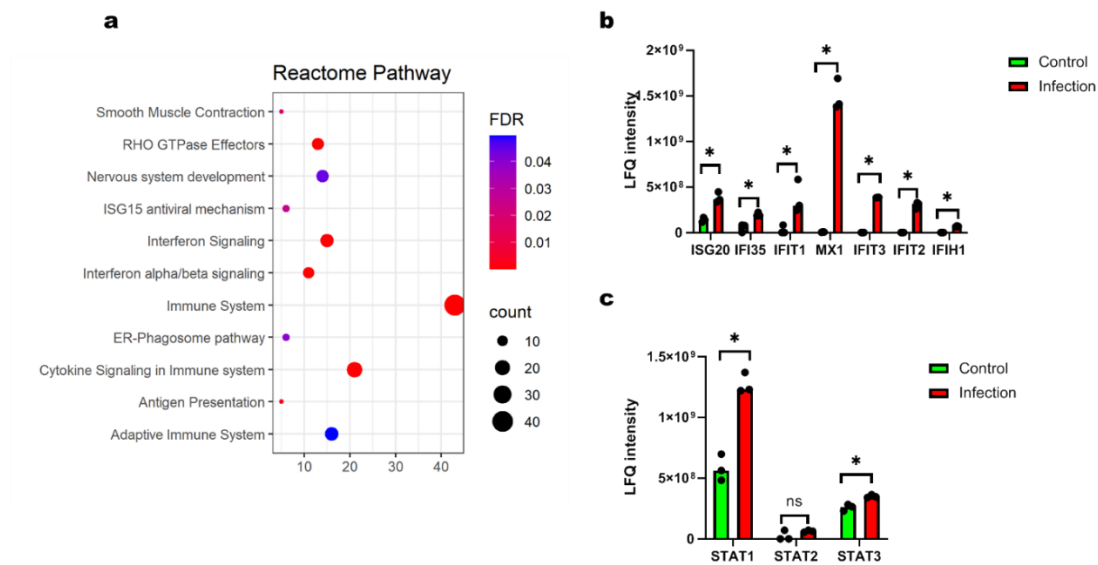 a
Reactome Pathway
Smooth Muscle Contraction
RHO GTPase Effectors
Nervous system development
ISG15 antiviral mechanism
Interferon Signaling
Interferon alpha/beta signaling
Immune System
ER-Phagosome pathway
Cytokine Signaling in Immune system
Antigen Presentation
Adaptive Immune System
10 20 30 40
FDR
0.04
0.03
0.02
0.01
count
10
20
30
40
b
LFQ intensity
2×10⁹
1.5×10⁹
1×10⁹
5×10⁸
0
* * * * * * *
ISG20 IFI35 IFIT1 MX1 IFIT3 IFIT2 IFIH1
Control
Infection
c
LFQ intensity
1.5×10⁹
1×10⁹
5×10⁸
0
* ns *
STAT1 STAT2 STAT3
Control
Infection